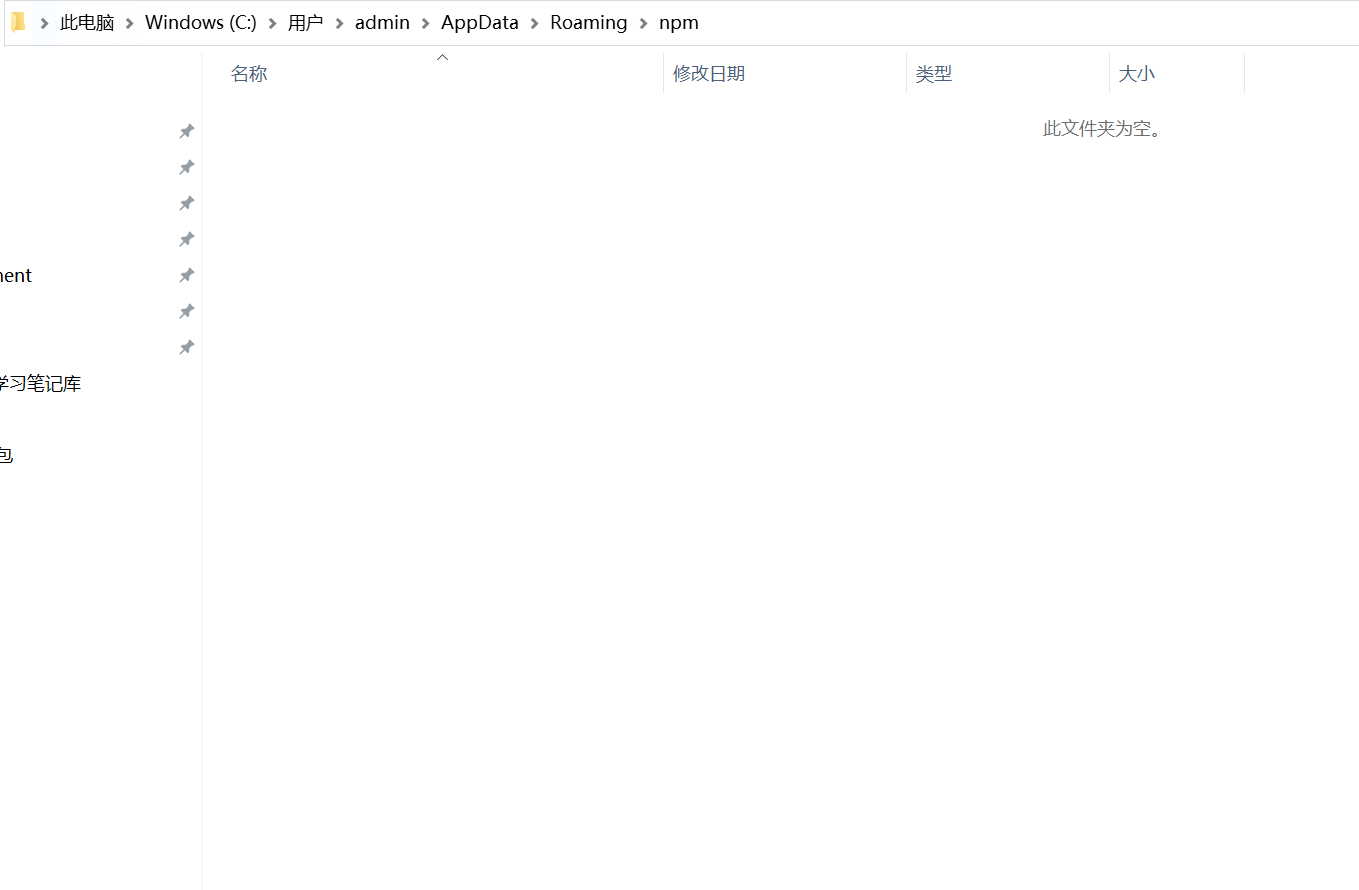 此电脑 Windows (C:) 用户 admin AppData Roaming npm
名称 修改日期 类型 大小
此文件夹为空。
学习笔记库
包